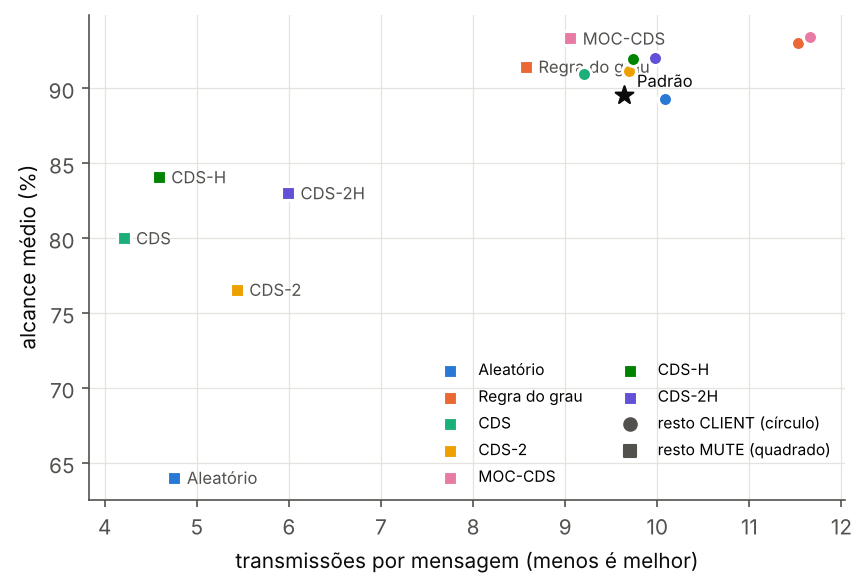 MOC-CDS
Regra do grau
Padrão
CDS-H
CDS-2H
CDS
CDS-2
Aleatório
90
85
80
75
70
65
alcance médio (%)
4 5 6 7 8 9 10 11 12
transmissões por mensagem (menos é melhor)
Aleatório
Regra do grau
CDS
CDS-2
MOC-CDS
CDS-H
CDS-2H
resto CLIENT (círculo)
resto MUTE (quadrado)